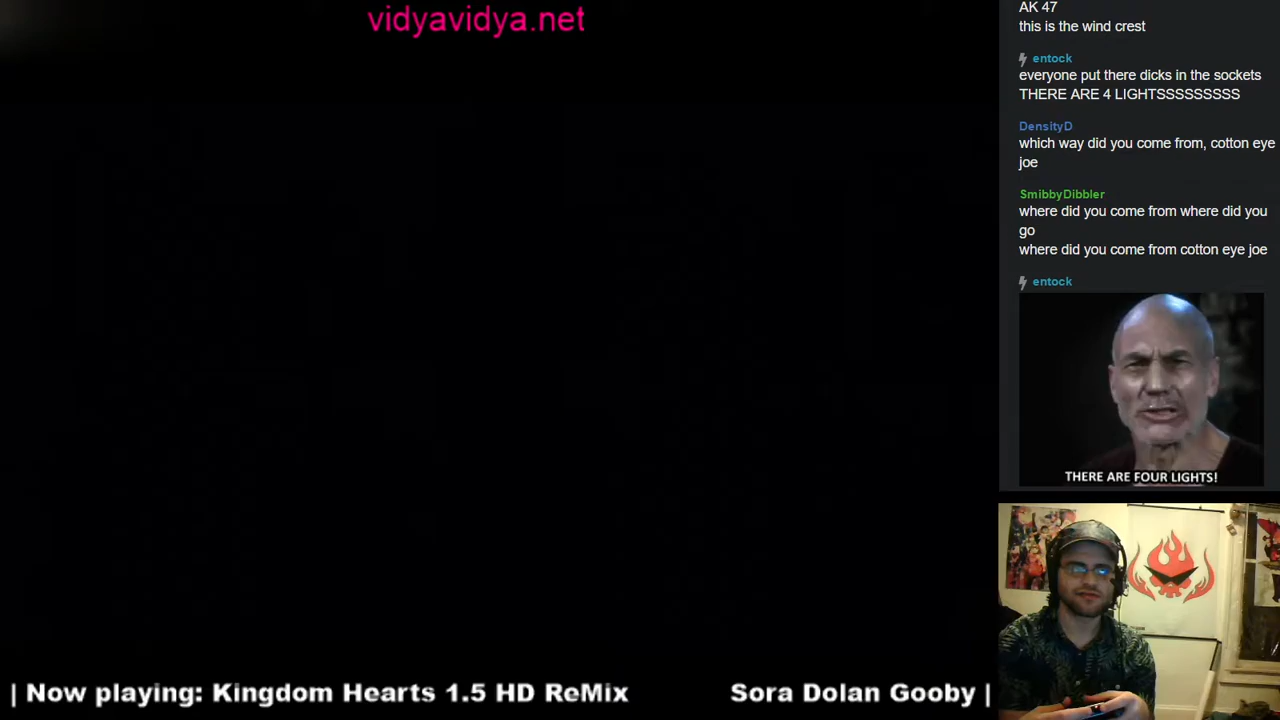 vidyavidya.net
AK 47
this is the wind crest
entock
everyone put there dicks in the sockets
THERE ARE 4 LIGHTSSSSSSSSS
DensityD
which way did you come from, cotton eye
joe
SmibbyDibbler
where did you come from where did you
go
where did you come from cotton eye joe
entock
THERE ARE FOUR LIGHTS!
| Now playing: Kingdom Hearts 1.5 HD ReMix Sora Dolan Gooby |